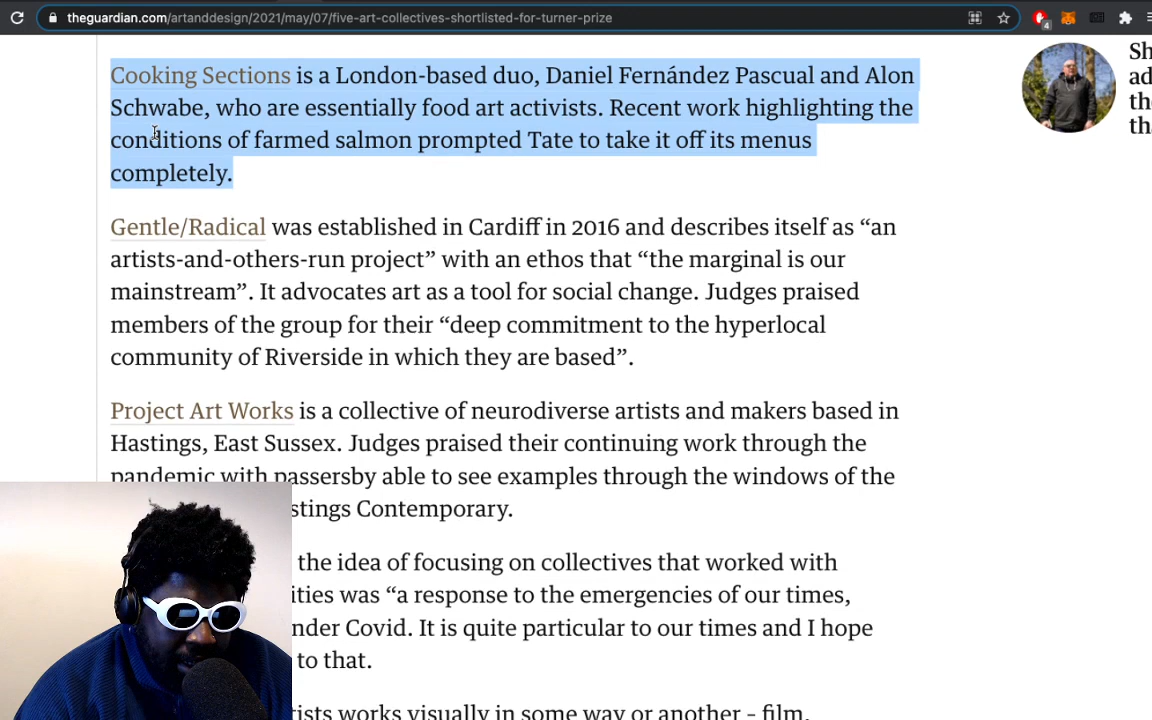 theguardian.com/artanddesign/2021/may/07/five-art-collectives-shortlisted-for-turner-prize
4
Cooking Sections is a London-based duo, Daniel Fernández Pascual and Alon
Schwabe, who are essentially food art activists. Recent work highlighting the
conditions of farmed salmon prompted Tate to take it off its menus
completely.
Sh
ad
the
tha
Gentle/Radical was established in Cardiff in 2016 and describes itself as “an
artists-and-others-run project” with an ethos that “the marginal is our
mainstream”. It advocates art as a tool for social change. Judges praised
members of the group for their “deep commitment to the hyperlocal
community of Riverside in which they are based”.
Project Art Works is a collective of neurodiverse artists and makers based in
Hastings, East Sussex. Judges praised their continuing work through the
pandemic with passersby able to see examples through the windows of the
stings Contemporary.
the idea of focusing on collectives that worked with
ities was “a response to the emergencies of our times,
nder Covid. It is quite particular to our times and I hope
to that.
tists works visually in some way or another – film,